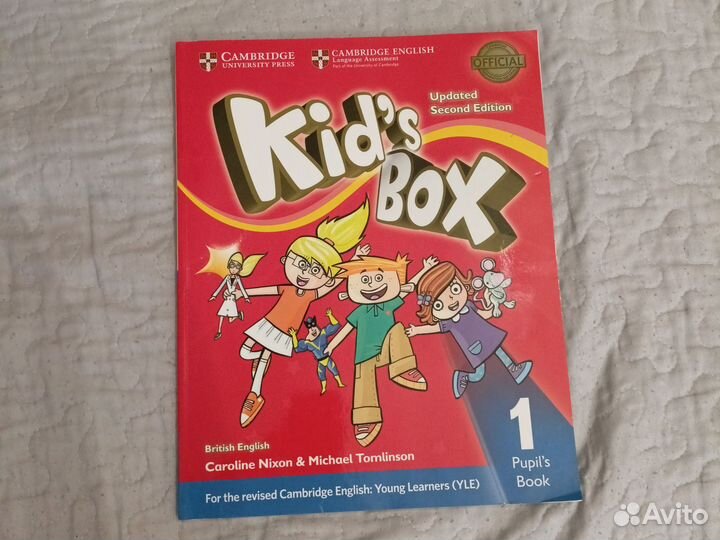 CAMBRIDGE
UNIVERSITY PRESS
CAMBRIDGE ENGLISH
Language Assessment
Part of the University of Cambridge
OFFICIAL
Updated
Second Edition
Kid's
Box
British English
Caroline Nixon & Michael Tomlinson
1
Pupil's
Book
For the revised Cambridge English: Young Learners (YLE)
Avito